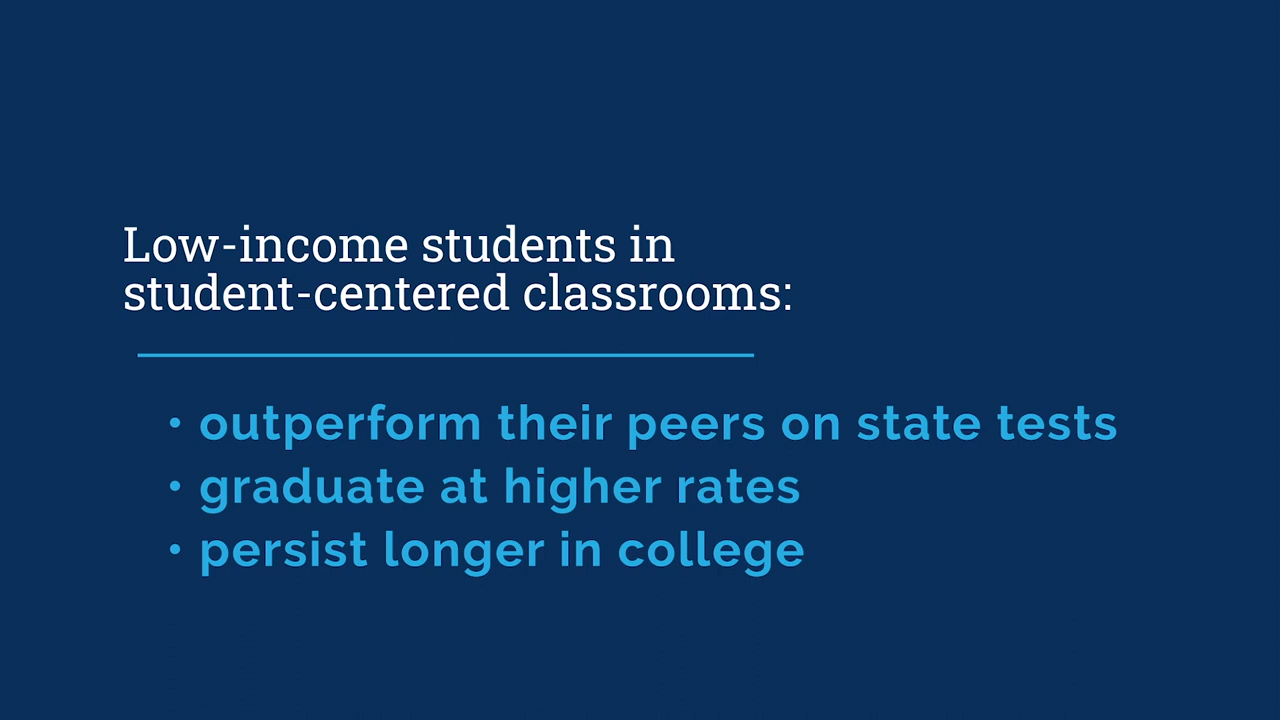 Low-income students in
student-centered classrooms:
• outperform their peers on state tests
• graduate at higher rates
• persist longer in college